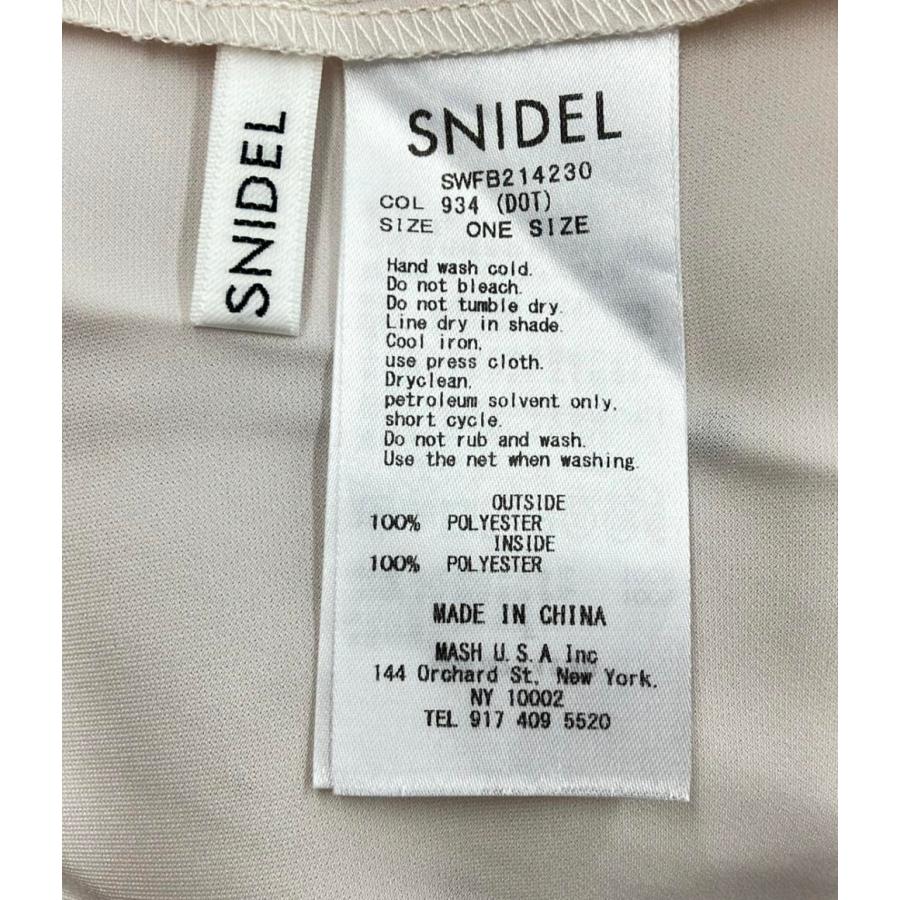 SNIDEL
SNIDEL
SWFB214230
COL 934 (DOT)
SIZE ONE SIZE
Hand wash cold.
Do not bleach.
Do not tumble dry.
Line dry in shade.
Cool iron,
use press cloth.
Dryclean,
petroleum solvent only,
short cycle.
Do not rub and wash.
Use the net when washing.
OUTSIDE
100% POLYESTER
INSIDE
100% POLYESTER
MADE IN CHINA
MASH U.S.A Inc
144 Orchard St, New York,
NY 10002
TEL 917 409 5520